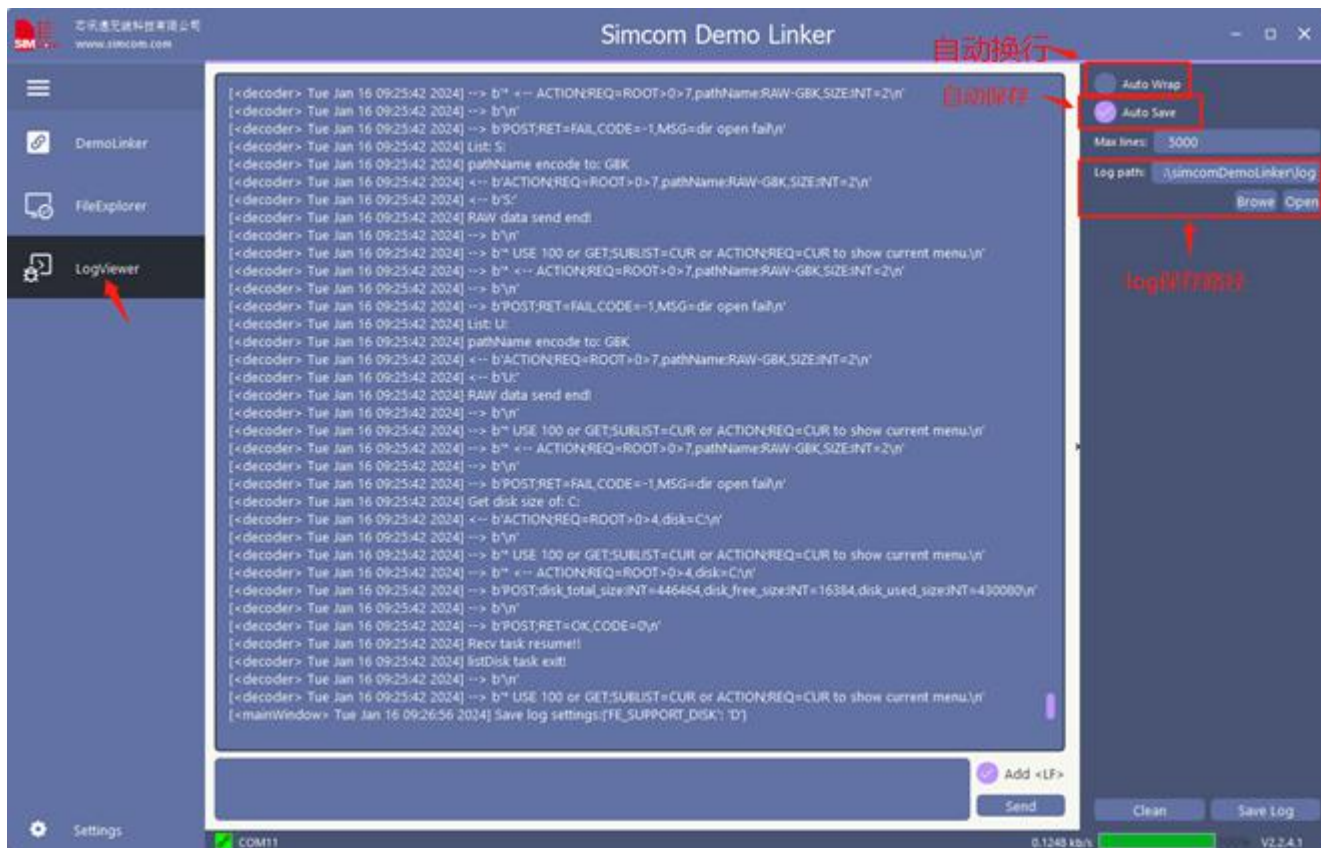 芯讯通无线科技有限公司
www.simcom.com
Simcom Demo Linker
DemoLinker
FileExplorer
LogViewer
Settings
[<decoder> Tue Jan 16 09:25:42 2024] --> b'* <-- ACTION;REQ=ROOT>0>7,pathName:RAW-GBK,SIZE:INT=2\n'
[<decoder> Tue Jan 16 09:25:42 2024] --> b'\n'
[<decoder> Tue Jan 16 09:25:42 2024] --> b'POST;RET=FAIL,CODE=-1,MSG=dir open fail\n'
[<decoder> Tue Jan 16 09:25:42 2024] List: S:
[<decoder> Tue Jan 16 09:25:42 2024] pathName encode to: GBK
[<decoder> Tue Jan 16 09:25:42 2024] <-- b'ACTION;REQ=ROOT>0>7,pathName:RAW-GBK,SIZE:INT=2\n'
[<decoder> Tue Jan 16 09:25:42 2024] <-- b'S:'
[<decoder> Tue Jan 16 09:25:42 2024] RAW data send end!
[<decoder> Tue Jan 16 09:25:42 2024] --> b'\n'
[<decoder> Tue Jan 16 09:25:42 2024] --> b'* USE 100 or GET;SUBLIST=CUR or ACTION;REQ=CUR to show current menu.\n'
[<decoder> Tue Jan 16 09:25:42 2024] --> b'* <-- ACTION;REQ=ROOT>0>7,pathName:RAW-GBK,SIZE:INT=2\n'
[<decoder> Tue Jan 16 09:25:42 2024] --> b'\n'
[<decoder> Tue Jan 16 09:25:42 2024] --> b'POST;RET=FAIL,CODE=-1,MSG=dir open fail\n'
[<decoder> Tue Jan 16 09:25:42 2024] List: U:
[<decoder> Tue Jan 16 09:25:42 2024] pathName encode to: GBK
[<decoder> Tue Jan 16 09:25:42 2024] <-- b'ACTION;REQ=ROOT>0>7,pathName:RAW-GBK,SIZE:INT=2\n'
[<decoder> Tue Jan 16 09:25:42 2024] <-- b'U:'
[<decoder> Tue Jan 16 09:25:42 2024] RAW data send end!
[<decoder> Tue Jan 16 09:25:42 2024] --> b'\n'
[<decoder> Tue Jan 16 09:25:42 2024] --> b'* USE 100 or GET;SUBLIST=CUR or ACTION;REQ=CUR to show current menu.\n'
[<decoder> Tue Jan 16 09:25:42 2024] --> b'* <-- ACTION;REQ=ROOT>0>7,pathName:RAW-GBK,SIZE:INT=2\n'
[<decoder> Tue Jan 16 09:25:42 2024] --> b'\n'
[<decoder> Tue Jan 16 09:25:42 2024] --> b'POST;RET=FAIL,CODE=-1,MSG=dir open fail\n'
[<decoder> Tue Jan 16 09:25:42 2024] Get disk size of: C:
[<decoder> Tue Jan 16 09:25:42 2024] <-- b'ACTION;REQ=ROOT>0>4,disk=C:\n'
[<decoder> Tue Jan 16 09:25:42 2024] --> b'\n'
[<decoder> Tue Jan 16 09:25:42 2024] --> b'* USE 100 or GET;SUBLIST=CUR or ACTION;REQ=CUR to show current menu.\n'
[<decoder> Tue Jan 16 09:25:42 2024] --> b'* <-- ACTION;REQ=ROOT>0>4,disk=C:\n'
[<decoder> Tue Jan 16 09:25:42 2024] --> b'POST;disk_total_size:INT=446464,disk_free_size:INT=16384,disk_used_size:INT=430080\n'
[<decoder> Tue Jan 16 09:25:42 2024] --> b'\n'
[<decoder> Tue Jan 16 09:25:42 2024] --> b'POST;RET=OK,CODE=0\n'
[<decoder> Tue Jan 16 09:25:42 2024] Recv task resume!!
[<decoder> Tue Jan 16 09:25:42 2024] listDisk task exit!
[<decoder> Tue Jan 16 09:25:42 2024] --> b'\n'
[<decoder> Tue Jan 16 09:25:42 2024] --> b'* USE 100 or GET;SUBLIST=CUR or ACTION;REQ=CUR to show current menu.\n'
[<mainWindow> Tue Jan 16 09:26:56 2024] Save log settings:{'FE_SUPPORT_DISK': 'D'}
Add <LF>
Send
自动换行
Auto Wrap
自动保存
Auto Save
Max lines: 5000
Log path: :\simcomDemoLinker\log
Browe Open
log保存路径
Clean Save Log
COM11
0.1248 kb/s
V2.2.4.1